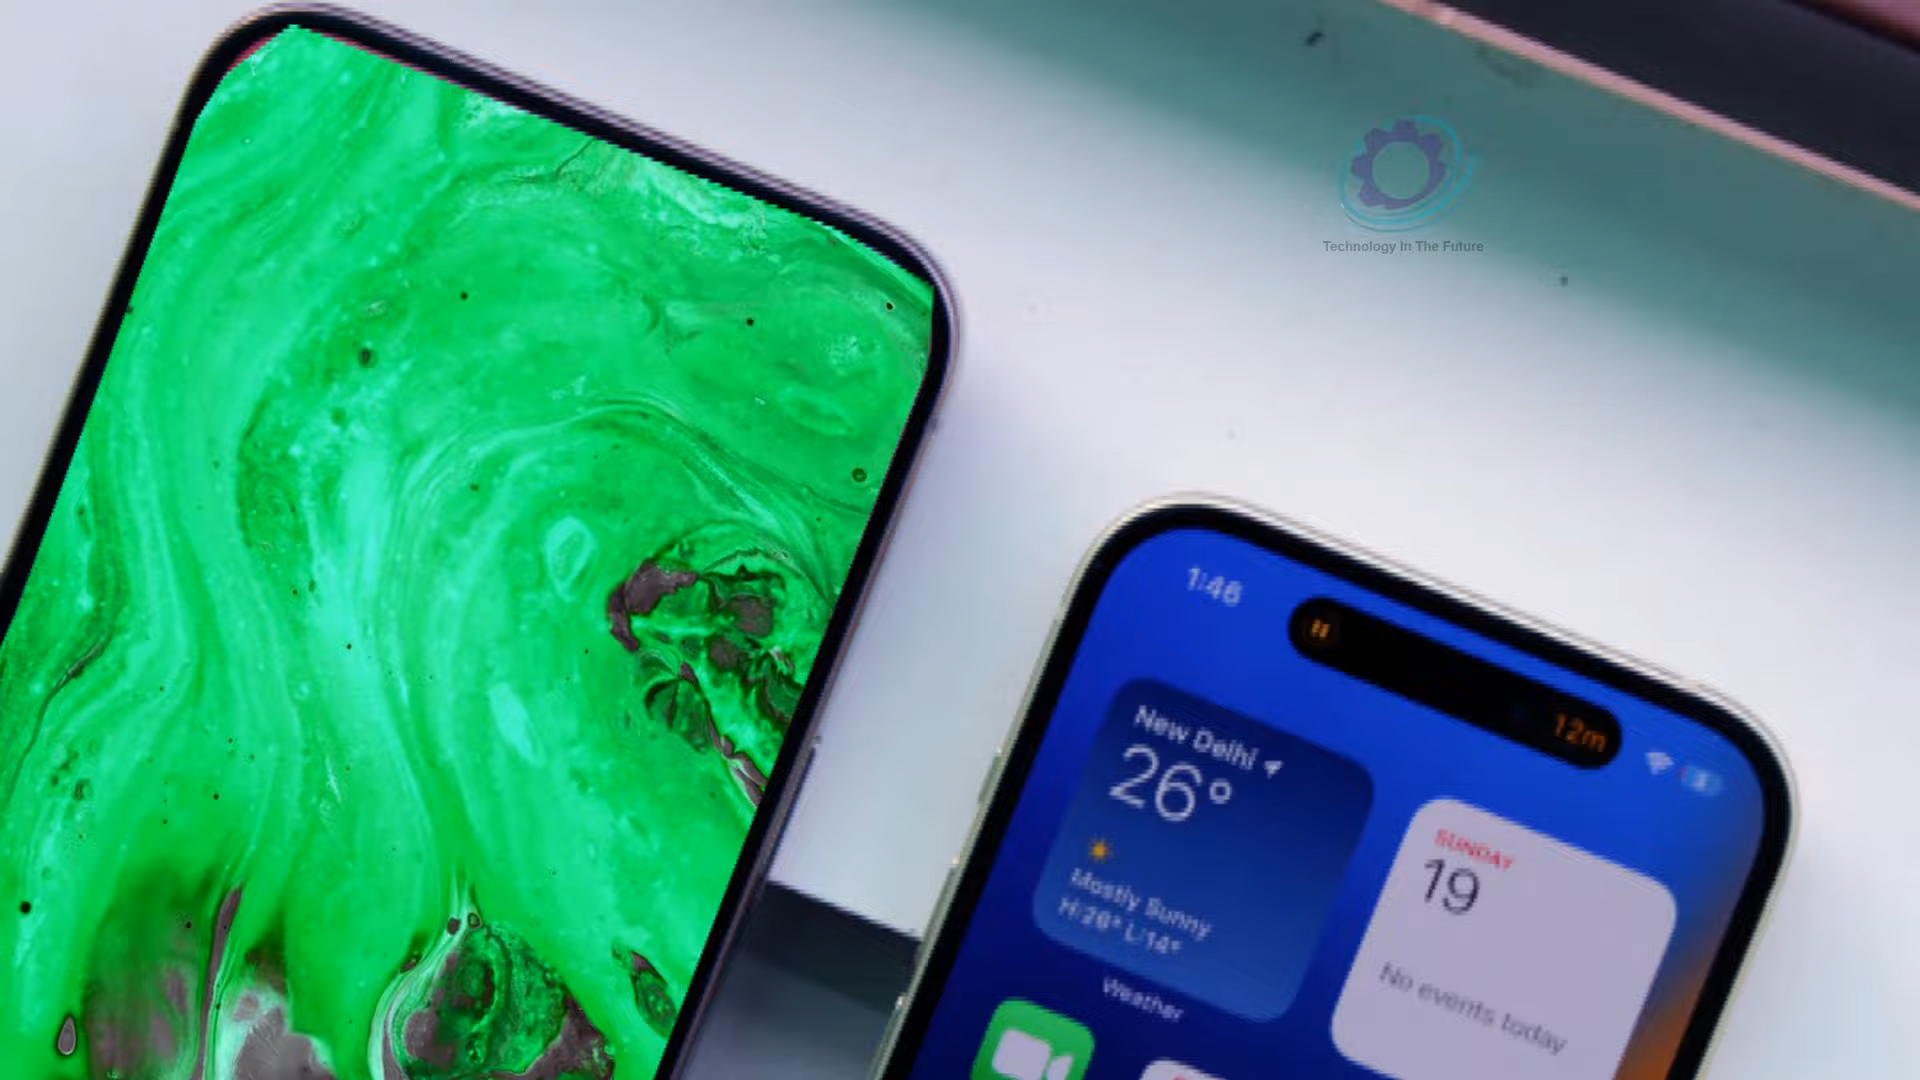 Technology In The Future
1:46
12m
New Delhi
26°
Mostly Sunny
H:26° L:14°
Weather
SUNDAY
19
No events today